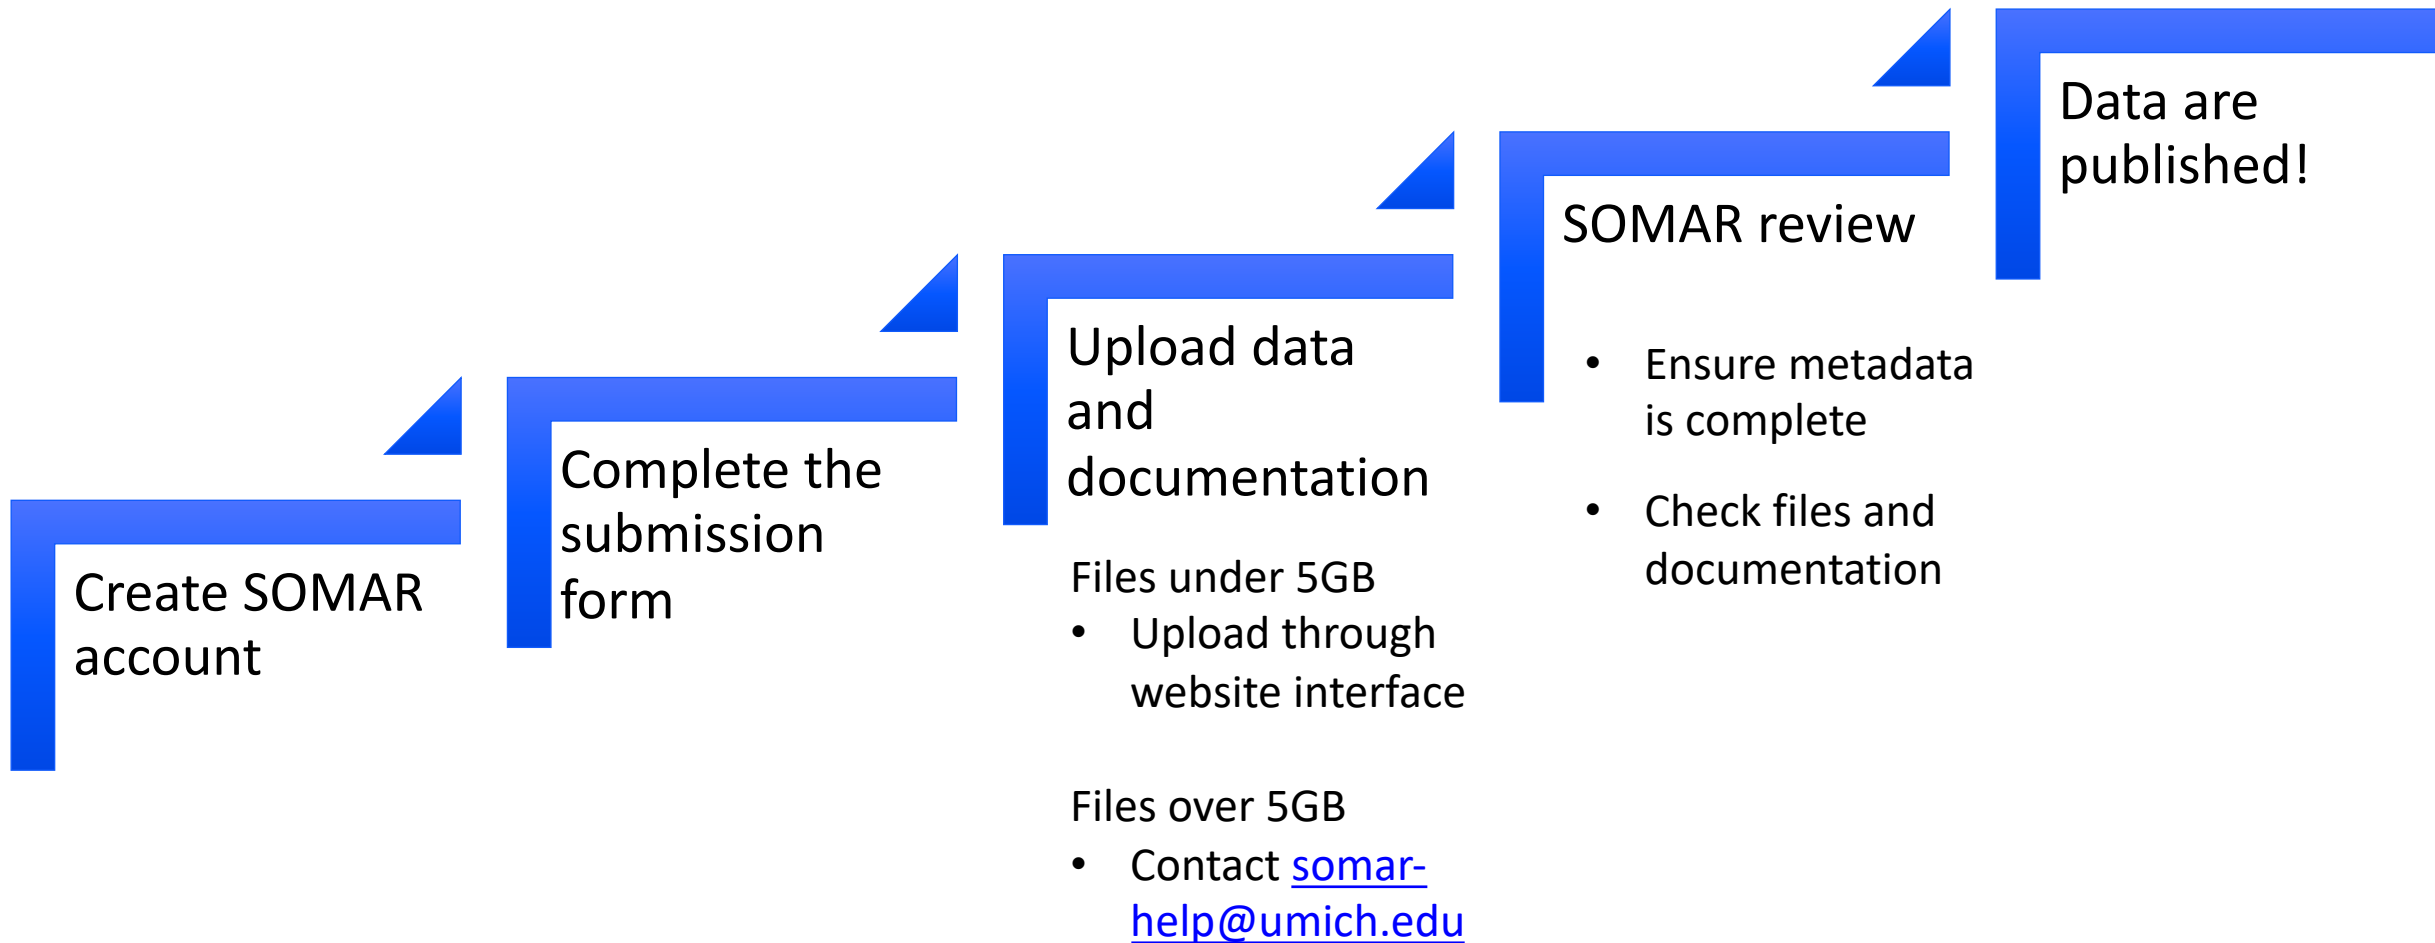 Create SOMAR
account
Complete the
submission
form
Upload data
and
documentation
Files under 5GB
• Upload through
website interface
Files over 5GB
• Contact somar-
help@umich.edu
SOMAR review
• Ensure metadata
is complete
• Check files and
documentation
Data are
published!